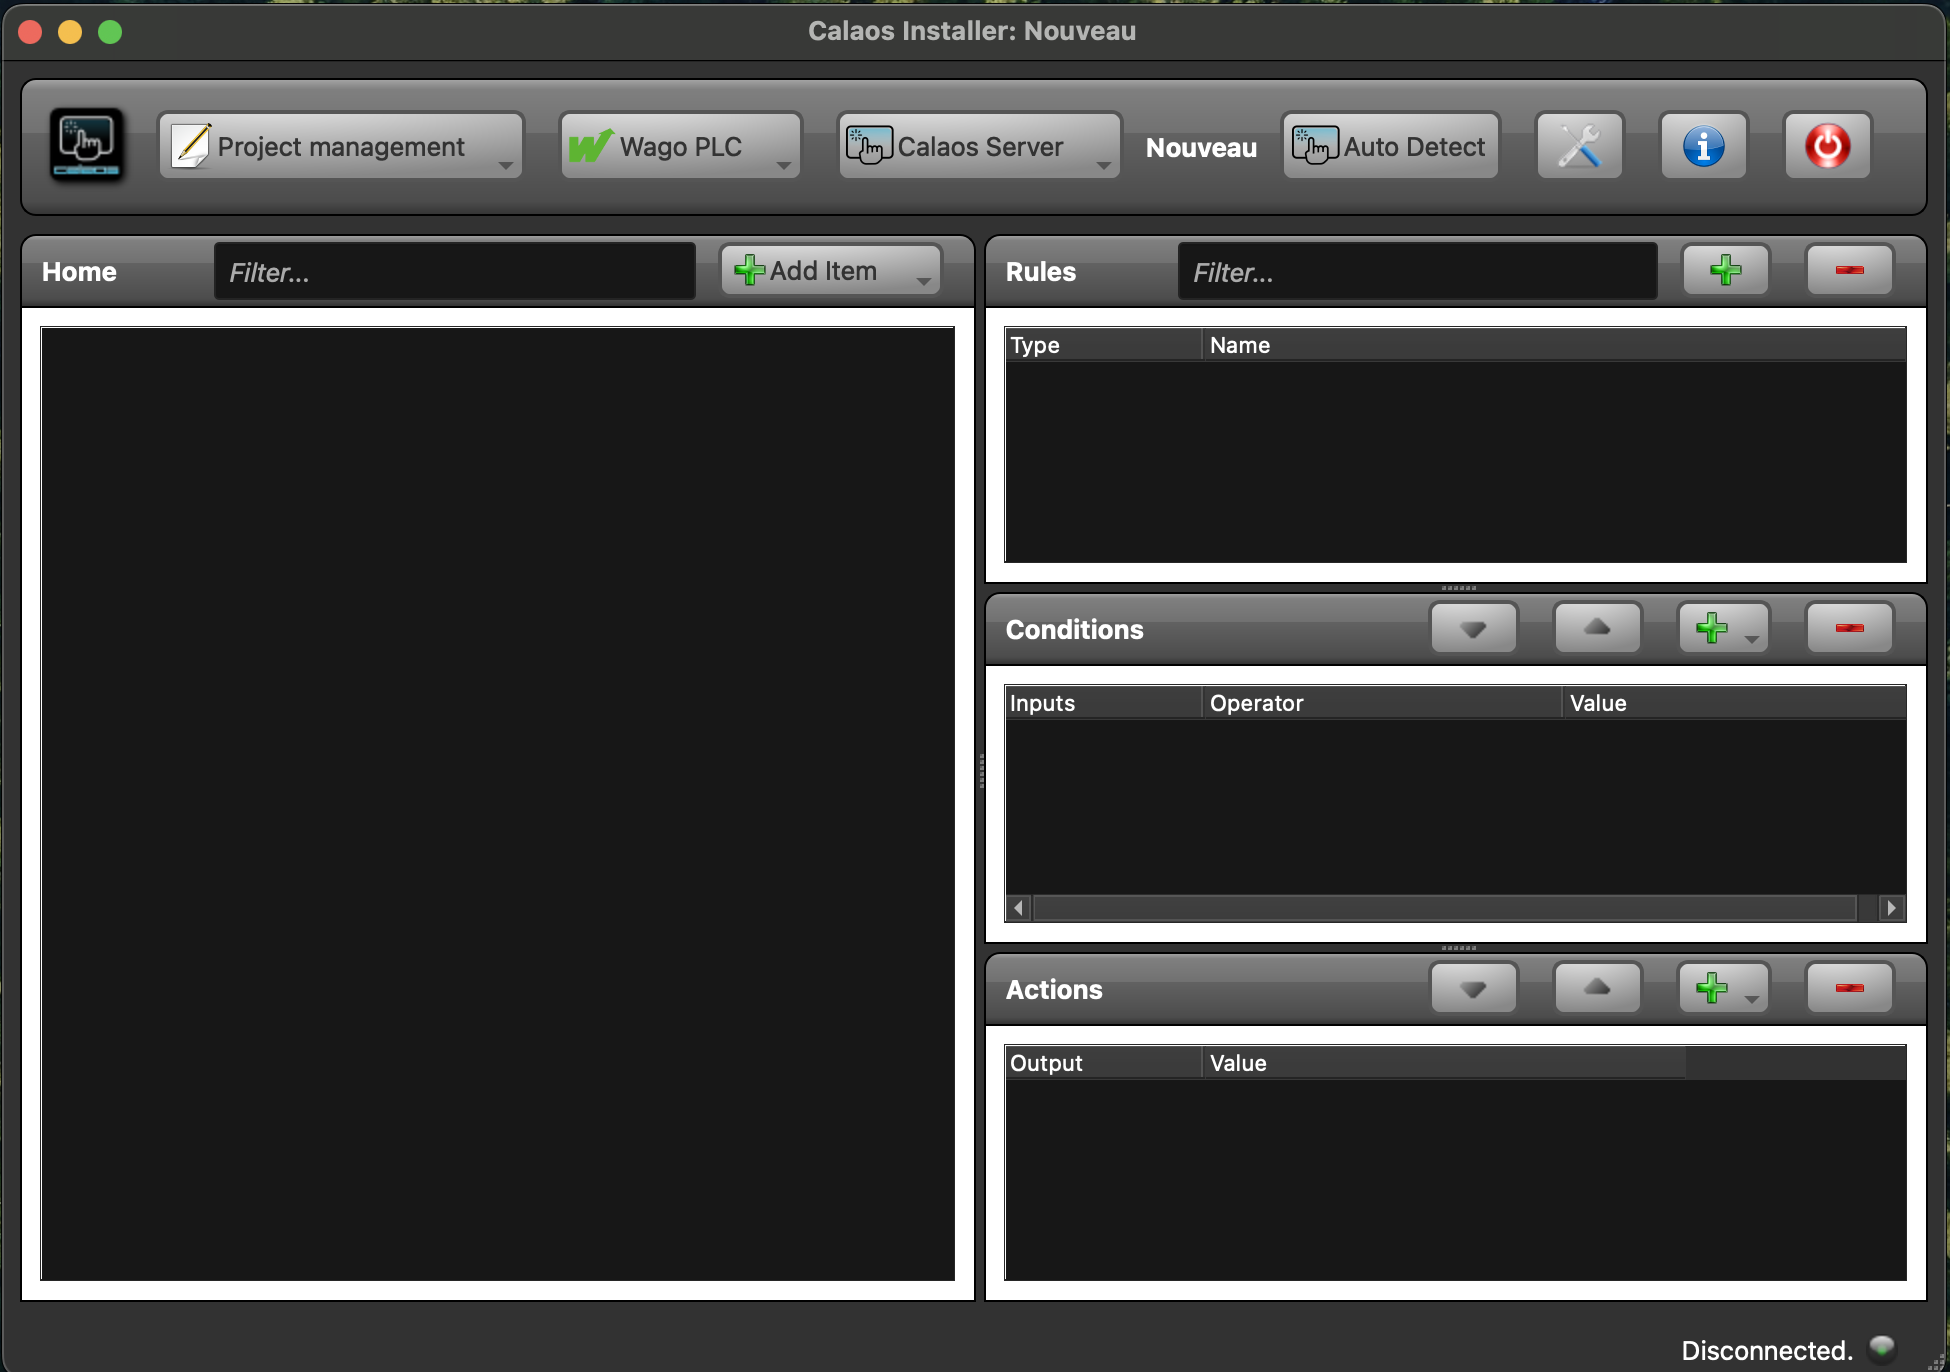 Calaos Installer: Nouveau
calaos
Project management
Wago PLC
Calaos Server
Nouveau
Auto Detect
Home
Filter...
Add Item
Rules
Filter...
Type Name
Conditions
Inputs Operator Value
Actions
Output Value
Disconnected.